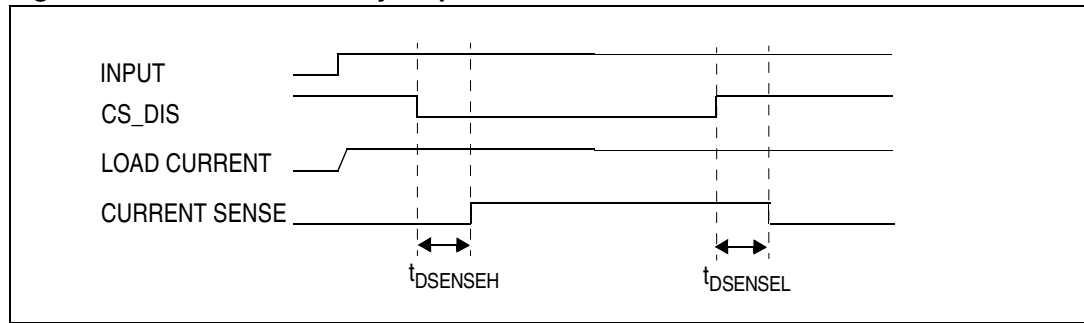 INPUT
CS_DIS
LOAD CURRENT
CURRENT SENSE
tDSENSEH tDSENSEL